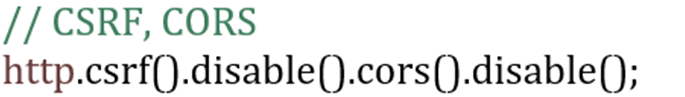 // CSRF, CORS
http.csrf().disable().cors().disable();